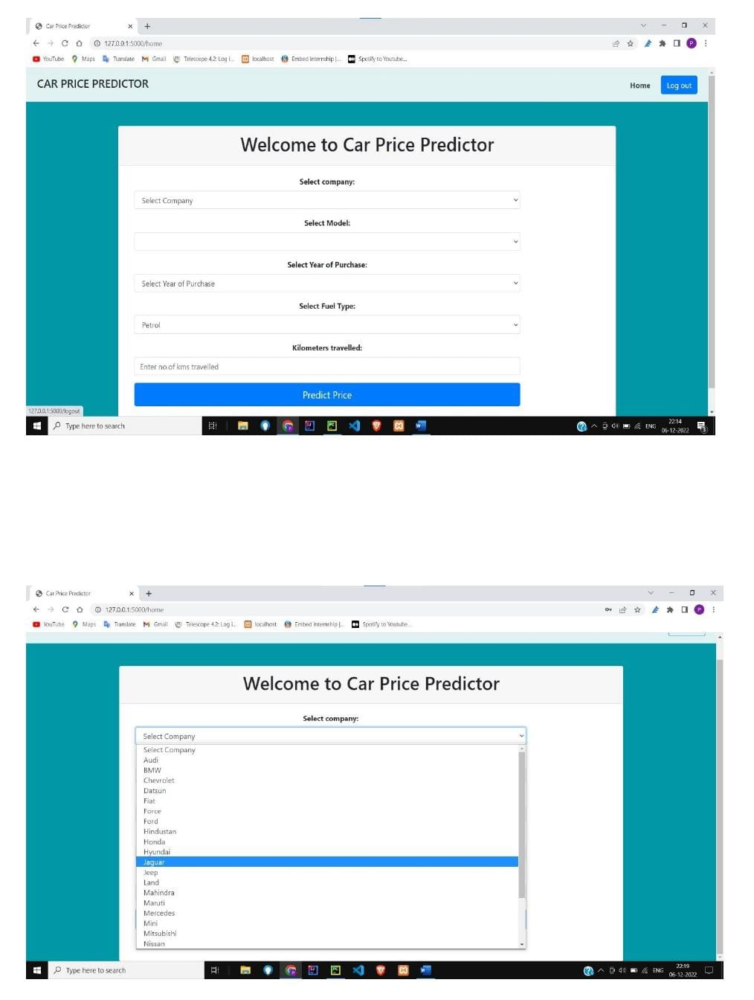 Car Price Predictor
127.0.0.1:5000/home
YouTube Maps Translate Gmail Telescope 4.2: Log i... localhost Embed Internship |... Spotify to Youtube...
CAR PRICE PREDICTOR Home Log out
Welcome to Car Price Predictor
Select company:
Select Company
Select Model:
Select Year of Purchase:
Select Year of Purchase
Select Fuel Type:
Petrol
Kilometers travelled:
Enter no.of kms travelled
Predict Price
127.0.0.1:5000/logout
Type here to search ENG 22:14
06-12-2022
Car Price Predictor
127.0.0.1:5000/home
YouTube Maps Translate Gmail Telescope 4.2: Log i... localhost Embed Internship |... Spotify to Youtube...
Welcome to Car Price Predictor
Select company:
Select Company
Select Company
Audi
BMW
Chevrolet
Datsun
Fiat
Force
Ford
Hindustan
Honda
Hyundai
Jaguar
Jeep
Land
Mahindra
Maruti
Mercedes
Mini
Mitsubishi
Nissan
Type here to search ENG 22:19
06-12-2022